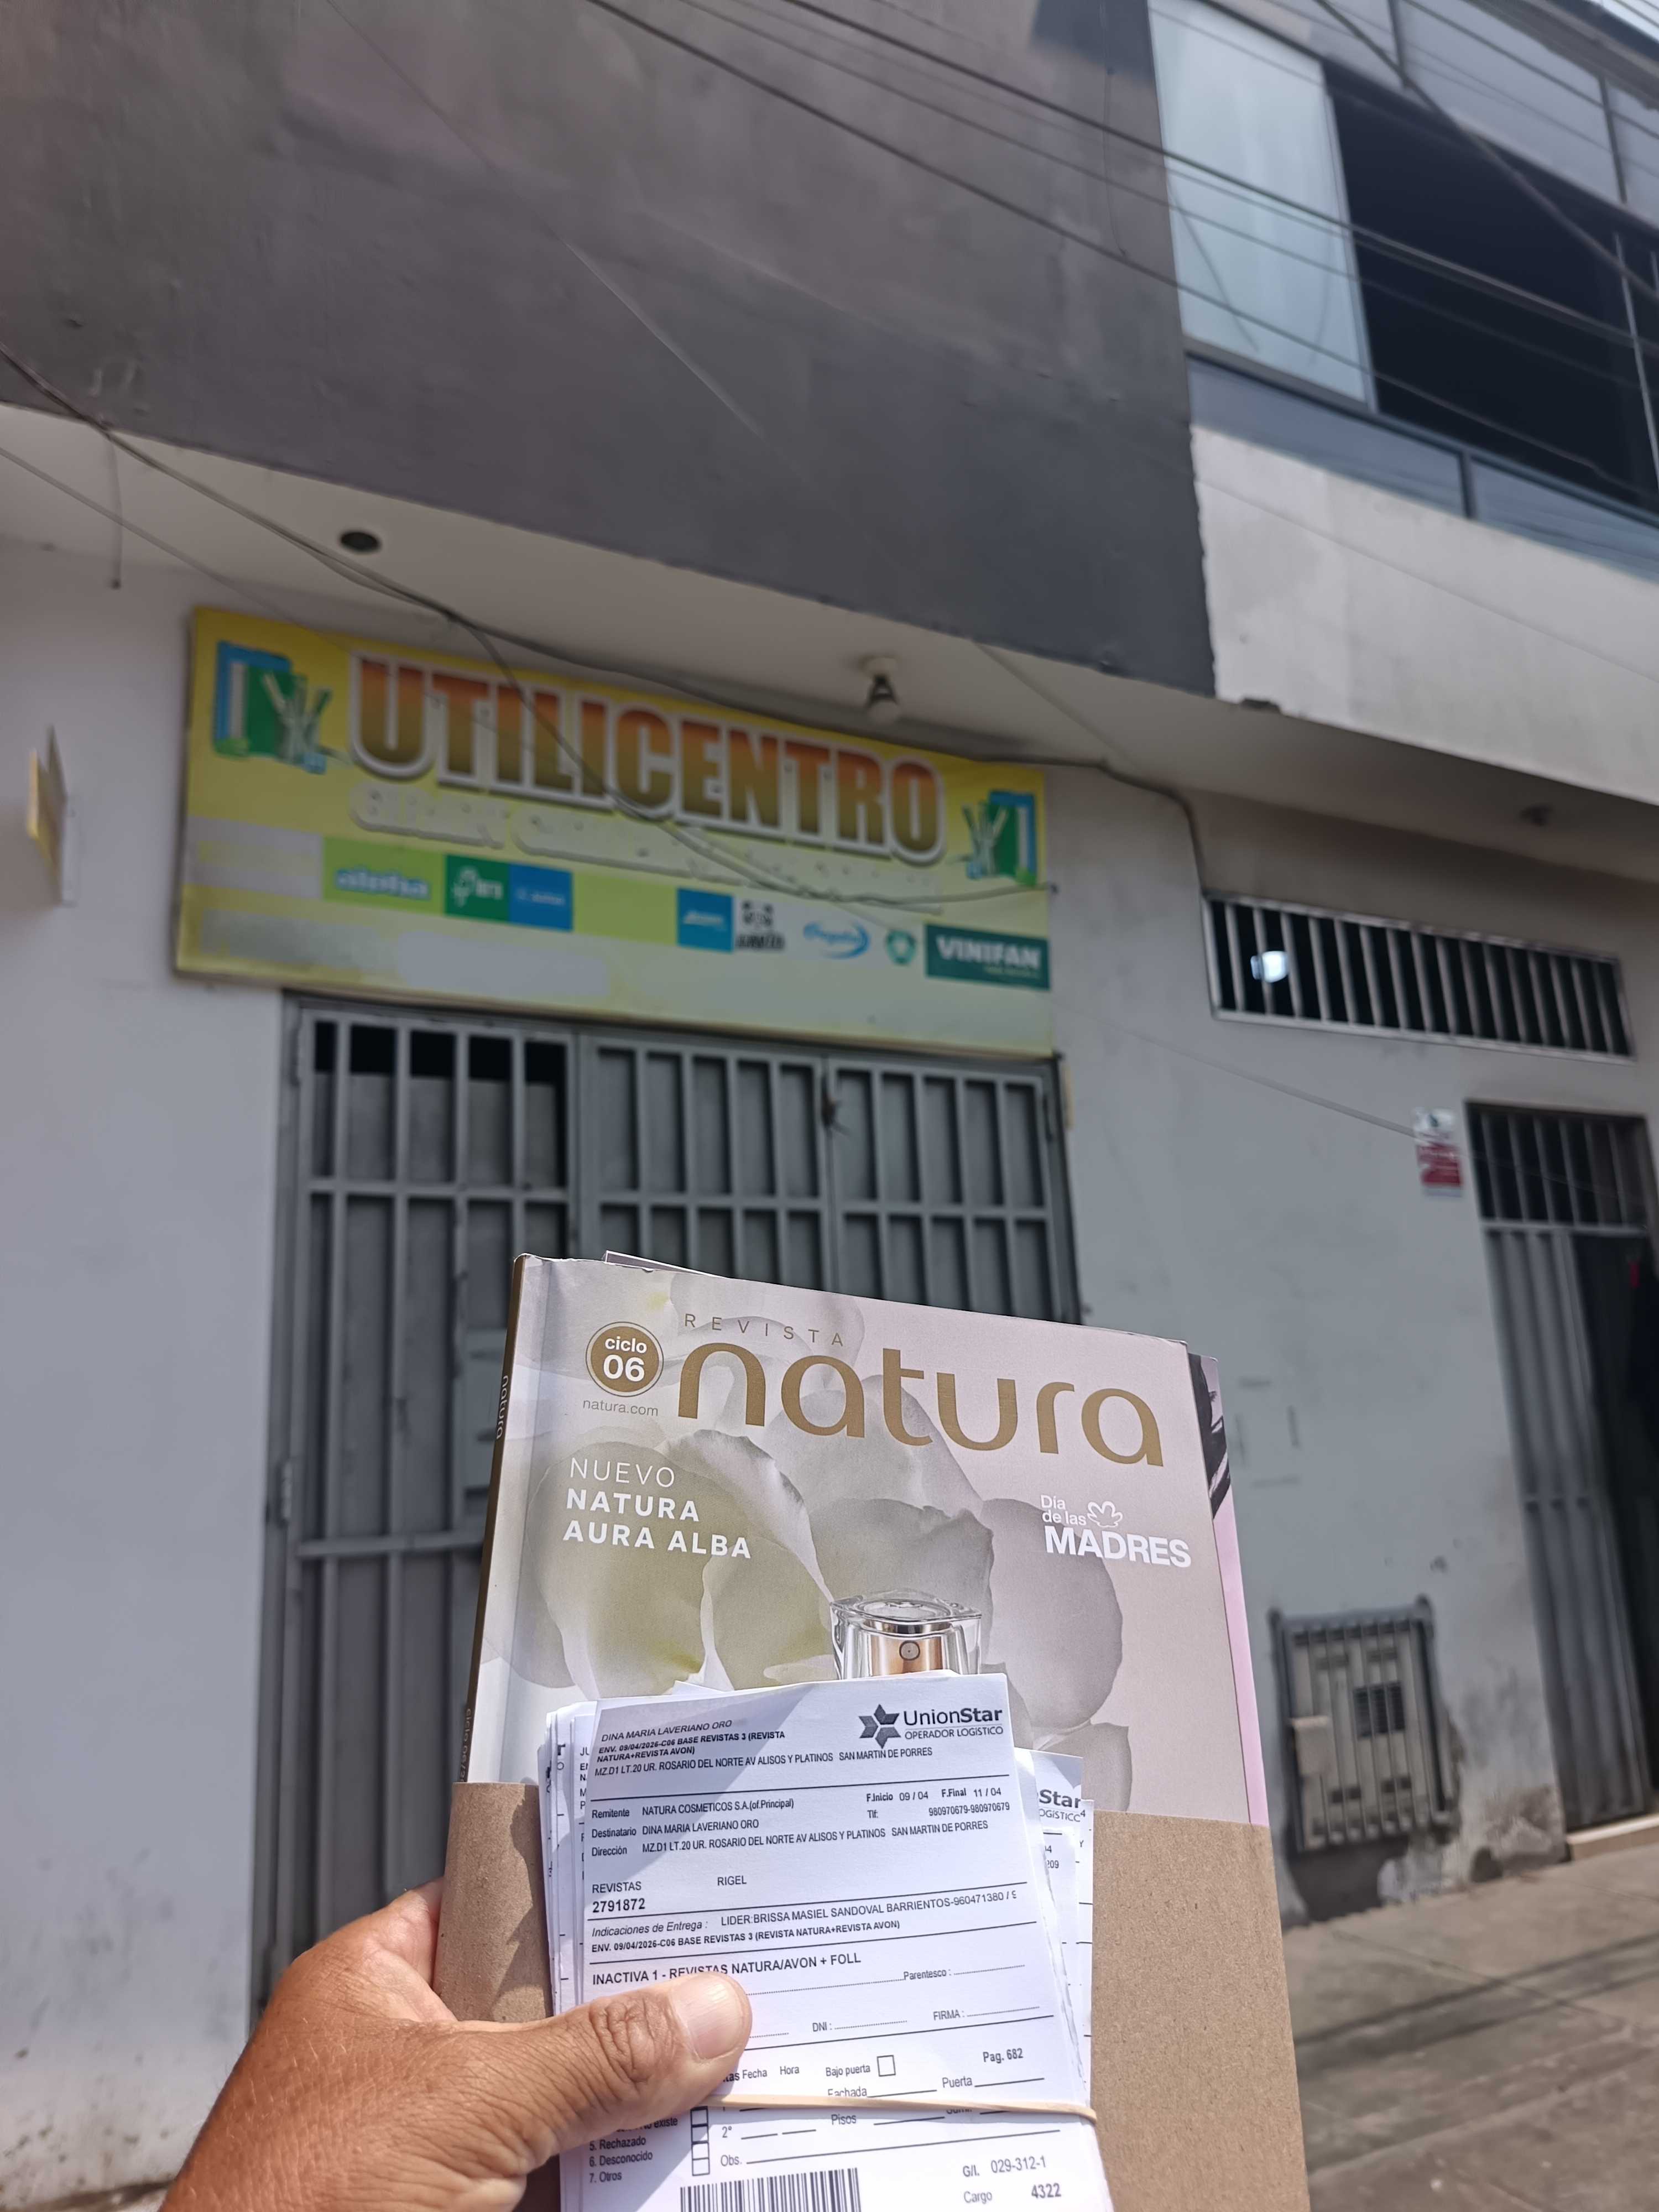 UTILICENTRO
alpha
VINIFAN
REVISTA
ciclo
06
natura
natura.com
natura
NUEVO
NATURA
AURA ALBA
Día
de las
MADRES
UnionStar
OPERADOR LOGÍSTICO
DINA MARIA LAVERIANO ORO
ENV. 09/04/2026-C06 BASE REVISTAS 3 (REVISTA
NATURA+REVISTA AVON)
MZ.D1 LT.20 UR. ROSARIO DEL NORTE AV ALISOS Y PLATINOS SAN MARTIN DE PORRES
Remitente NATURA COSMETICOS S.A.(of.Principal) F.Inicio 09 / 04 F.Final 11 / 04
Destinatario DINA MARIA LAVERIANO ORO Tlf: 980970679-980970679
Dirección MZ.D1 LT.20 UR. ROSARIO DEL NORTE AV ALISOS Y PLATINOS SAN MARTIN DE PORRES
REVISTAS RIGEL
2791872
Indicaciones de Entrega : LIDER:BRISSA MASIEL SANDOVAL BARRIENTOS-960471380 / 9
ENV. 09/04/2026-C06 BASE REVISTAS 3 (REVISTA NATURA+REVISTA AVON)
INACTIVA 1 - REVISTAS NATURA/AVON + FOLL
Parentesco :
DNI : FIRMA :
Fecha Hora Bajo puerta Pag. 682
Fachada Puerta
2ª Pisos
5. Rechazado
6. Desconocido Obs.
7. Otros
G/I. 029-312-1
Cargo 4322
Star